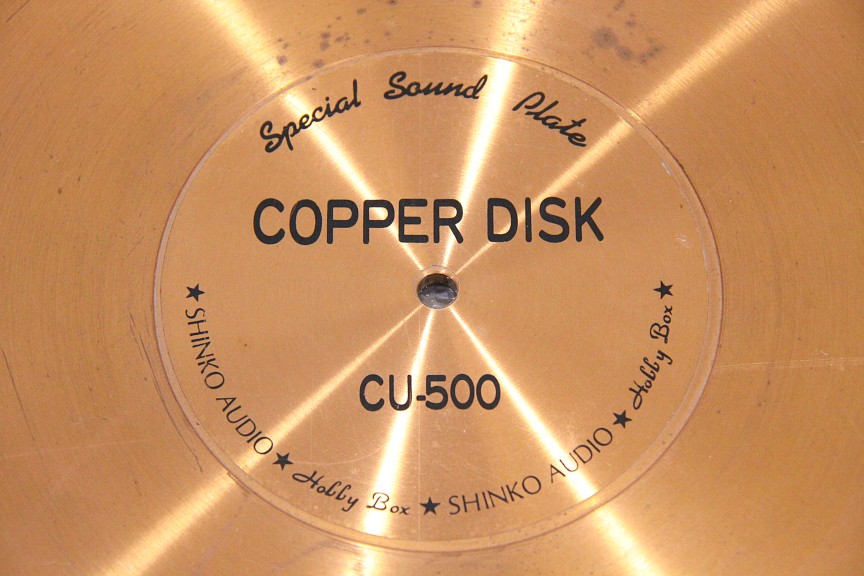 Special Sound Plate
COPPER DISK
CU-500
★ SHINKO AUDIO ★ Hobby Box ★ SHINKO AUDIO ★ Hobby Box ★